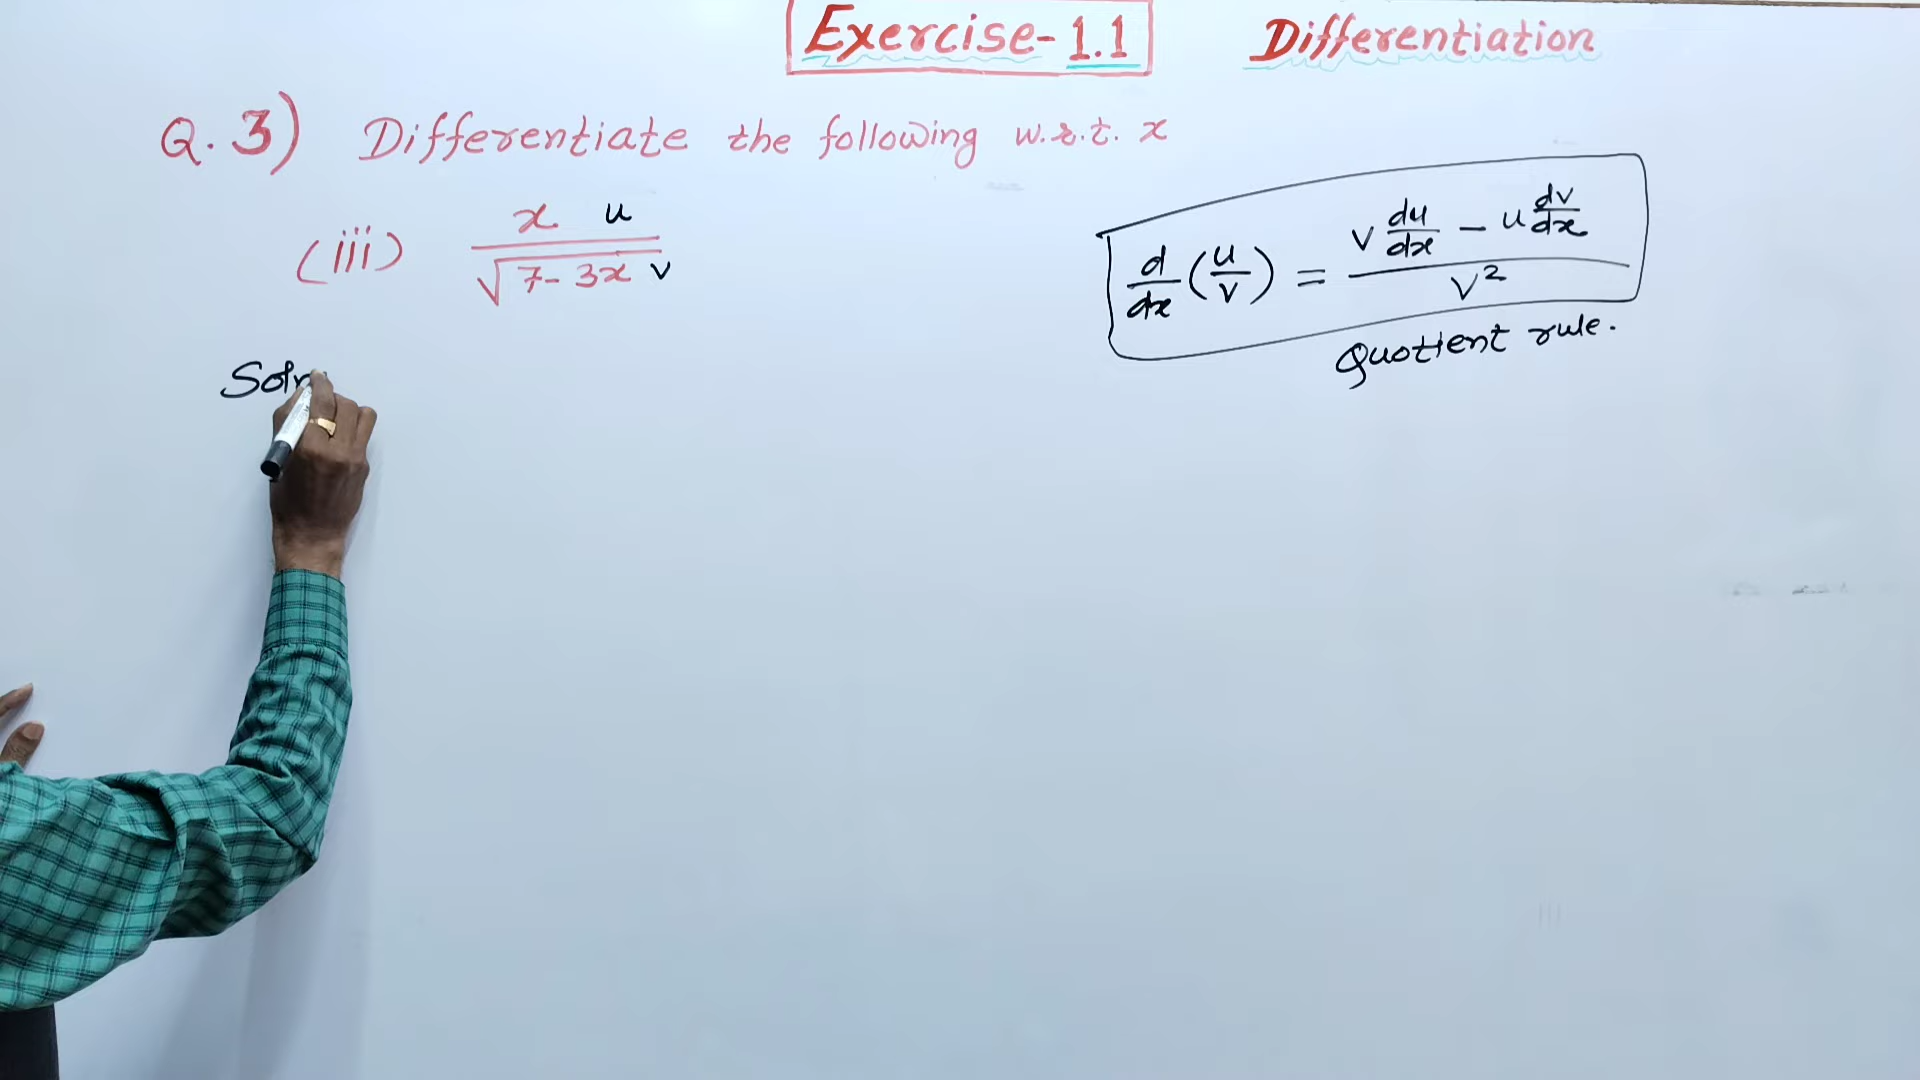 Exercise-1.1 Differentiation
Q. 3) Differentiate the following w.r.t. x
(iii) x/√(7-3x) u v
d/dx (u/v) = (v du/dx - u dv/dx)/v²
Quotient rule.
Soln